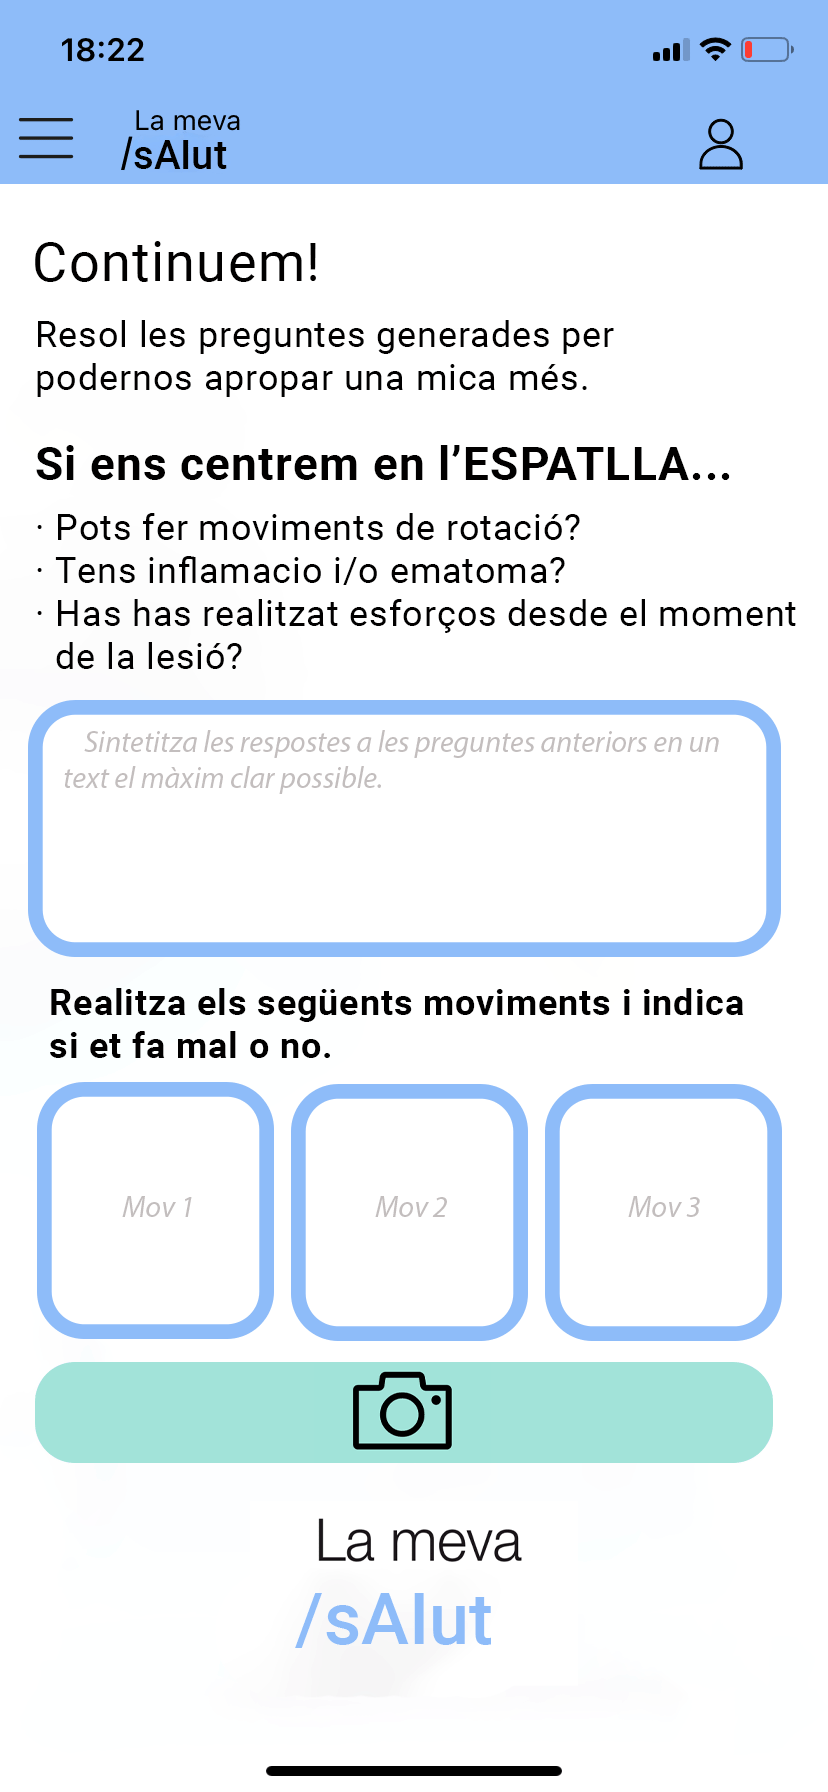 18:22
La meva
/sAlut
Continuem!
Resol les preguntes generades per
podernos apropar una mica més.
Si ens centrem en l’ESPATLLA...
· Pots fer moviments de rotació?
· Tens inflamacio i/o ematoma?
· Has has realitzat esforços desde el moment
de la lesió?
Sintetitza les respostes a les preguntes anteriors en un
text el màxim clar possible.
Realitza els següents moviments i indica
si et fa mal o no.
Mov 1 Mov 2 Mov 3
La meva
/sAlut